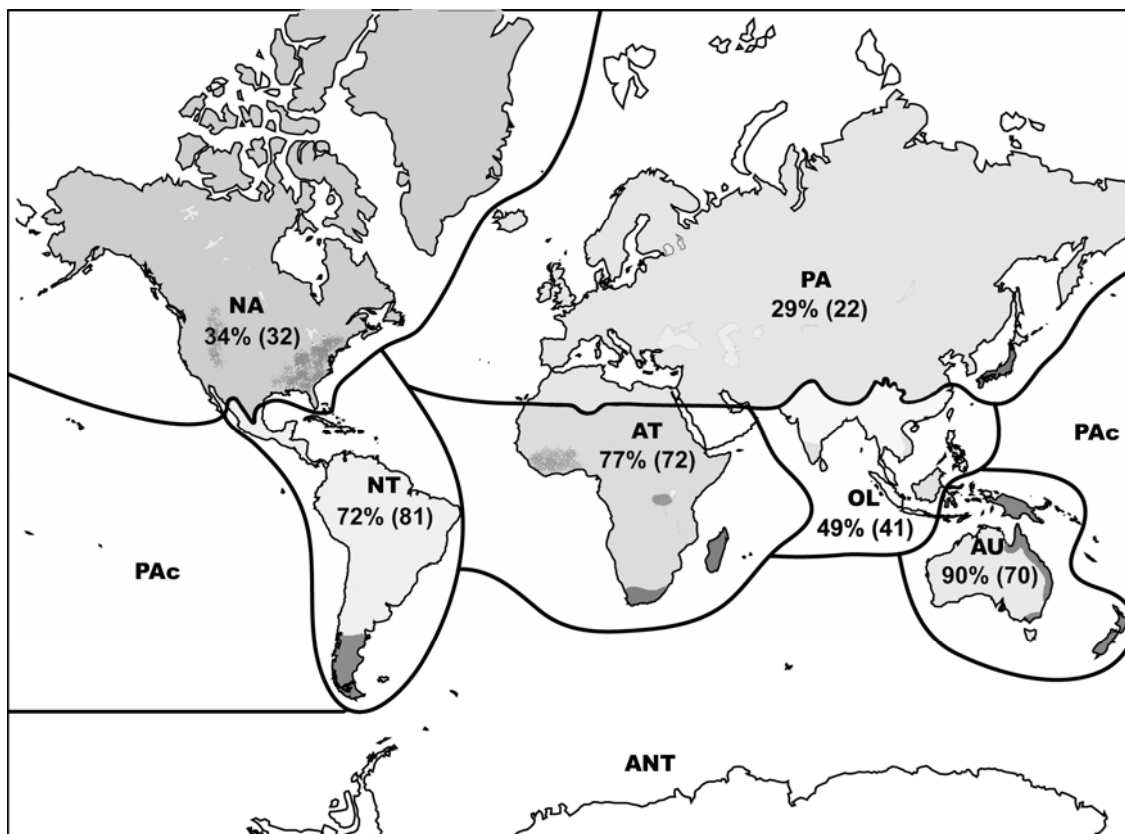 NA
34% (32)
PA
29% (22)
AT
77% (72)
PAc
NT
72% (81)
OL
49% (41)
AU
90% (70)
PAc
ANT